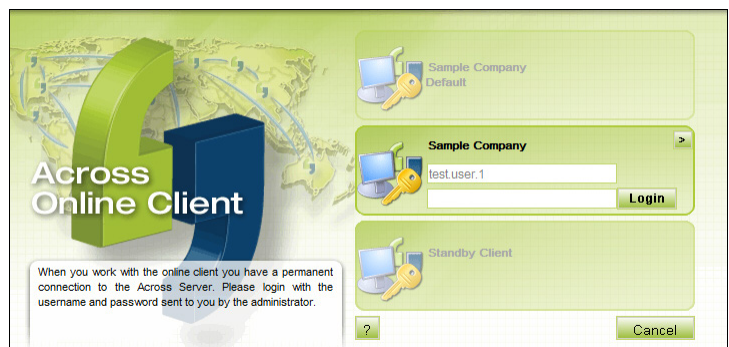 Across
Online Client
When you work with the online client you have a permanent
connection to the Across Server. Please login with the
username and password sent to you by the administrator.
Sample Company
Default
Sample Company
>
test.user.1
Login
Standby Client
?
Cancel